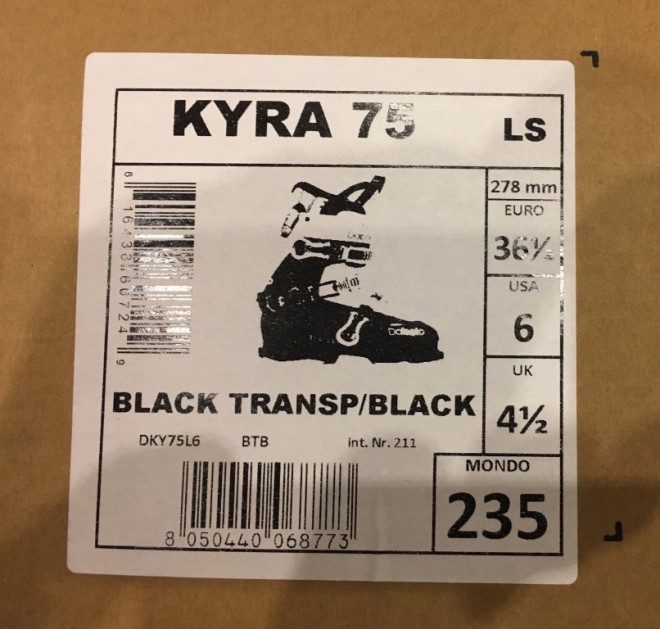 KYRA 75
LS
278 mm
EURO
36½
USA
6
UK
4½
MONDO
235
Dalbello
BLACK TRANSP/BLACK
DKY75L6 BTB int. Nr. 211
8 050440 068773